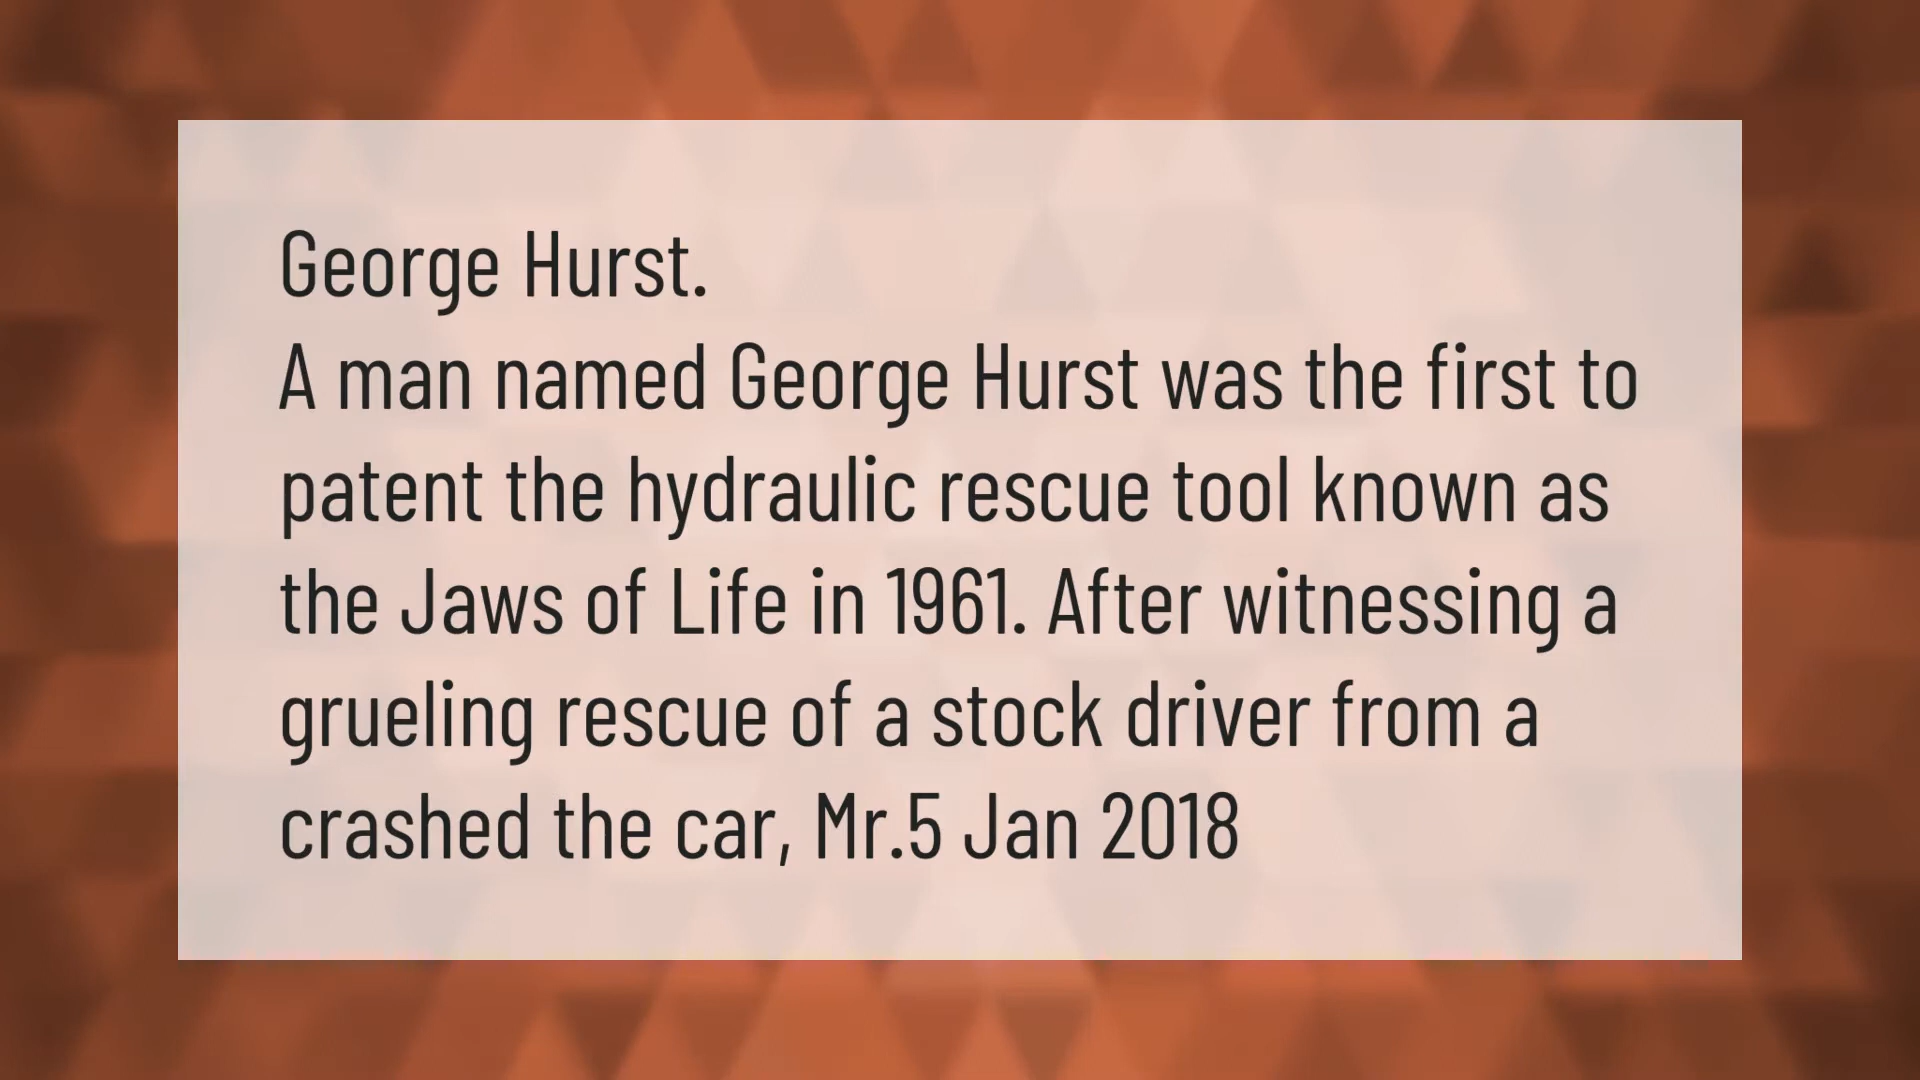 George Hurst.
A man named George Hurst was the first to
patent the hydraulic rescue tool known as
the Jaws of Life in 1961. After witnessing a
grueling rescue of a stock driver from a
crashed the car, Mr.5 Jan 2018